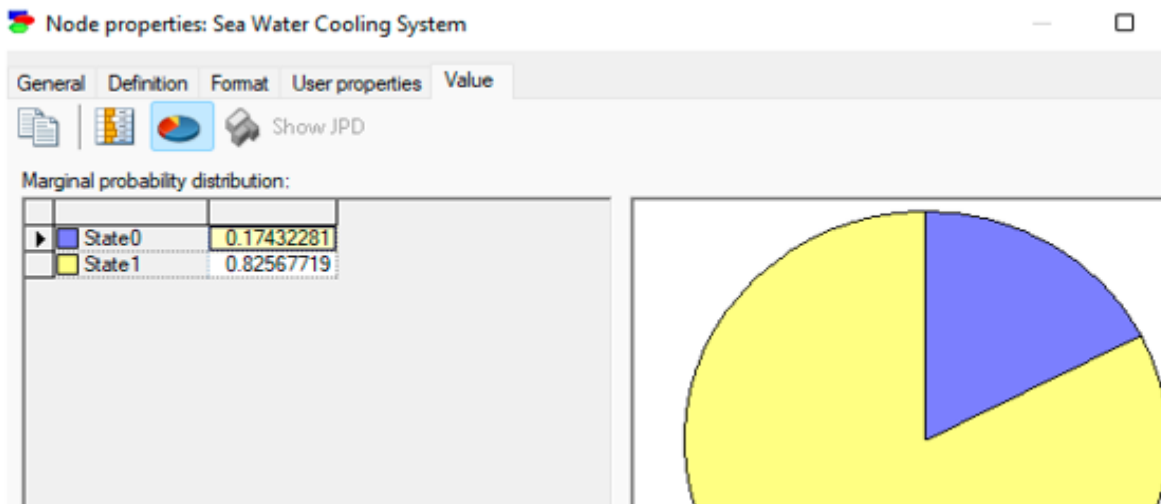 Node properties: Sea Water Cooling System
General Definition Format User properties Value
Show JPD
Marginal probability distribution:
State0 0.17432281
State1 0.82567719